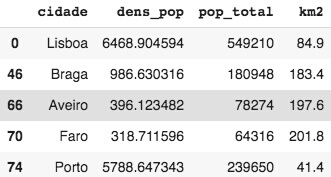 cidade dens_pop pop_total km2
0 Lisboa 6468.904594 549210 84.9
46 Braga 986.630316 180948 183.4
66 Aveiro 396.123482 78274 197.6
70 Faro 318.711596 64316 201.8
74 Porto 5788.647343 239650 41.4